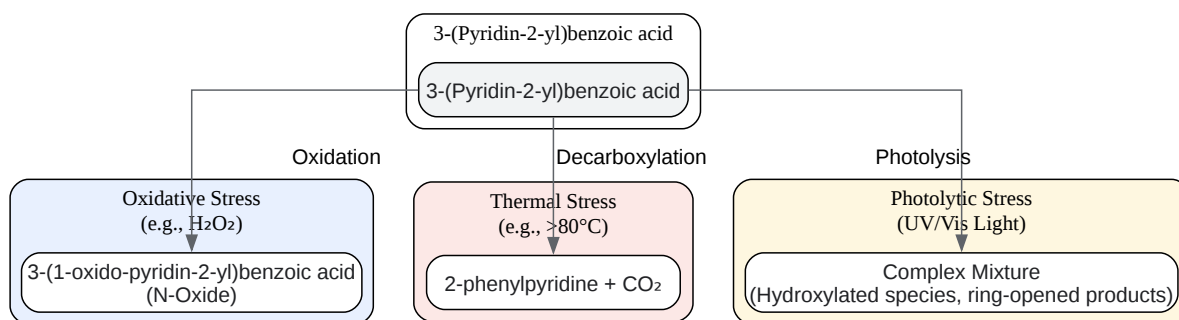 3-(Pyridin-2-yl)benzoic acid
3-(Pyridin-2-yl)benzoic acid
Oxidation
Decarboxylation
Photolysis
Oxidative Stress
(e.g., H₂O₂)
3-(1-oxido-pyridin-2-yl)benzoic acid
(N-Oxide)
Thermal Stress
(e.g., >80°C)
2-phenylpyridine + CO₂
Photolytic Stress
(UV/Vis Light)
Complex Mixture
(Hydroxylated species, ring-opened products)